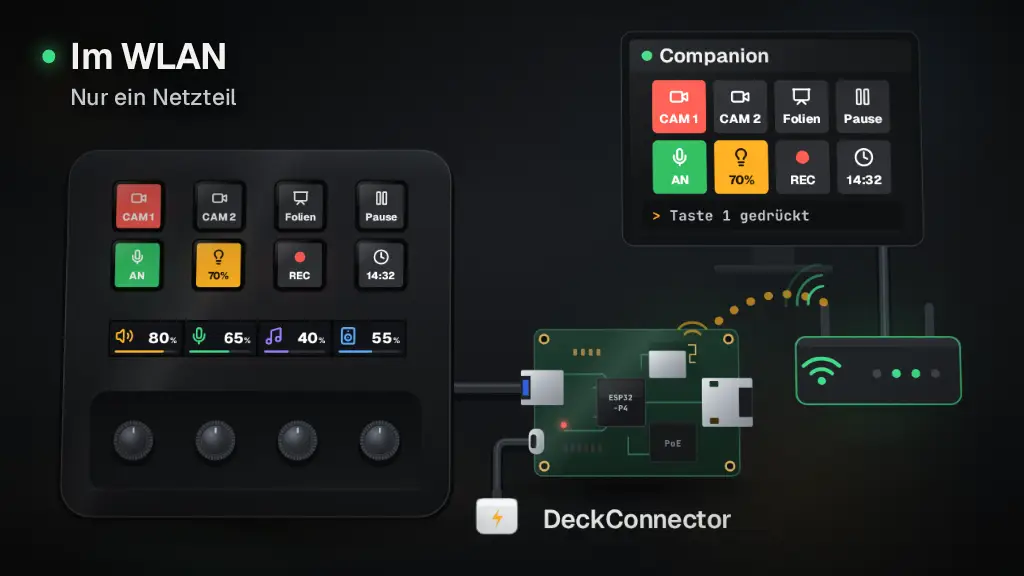 Im WLAN
Nur ein Netzteil
CAM 1
CAM 2
Folien
Pause
AN
70%
REC
14:32
80%
65%
40%
55%
Companion
CAM 1
CAM 2
Folien
Pause
AN
70%
REC
14:32
> Taste 1 gedrückt
ESP32
-P4
PoE
DeckConnector